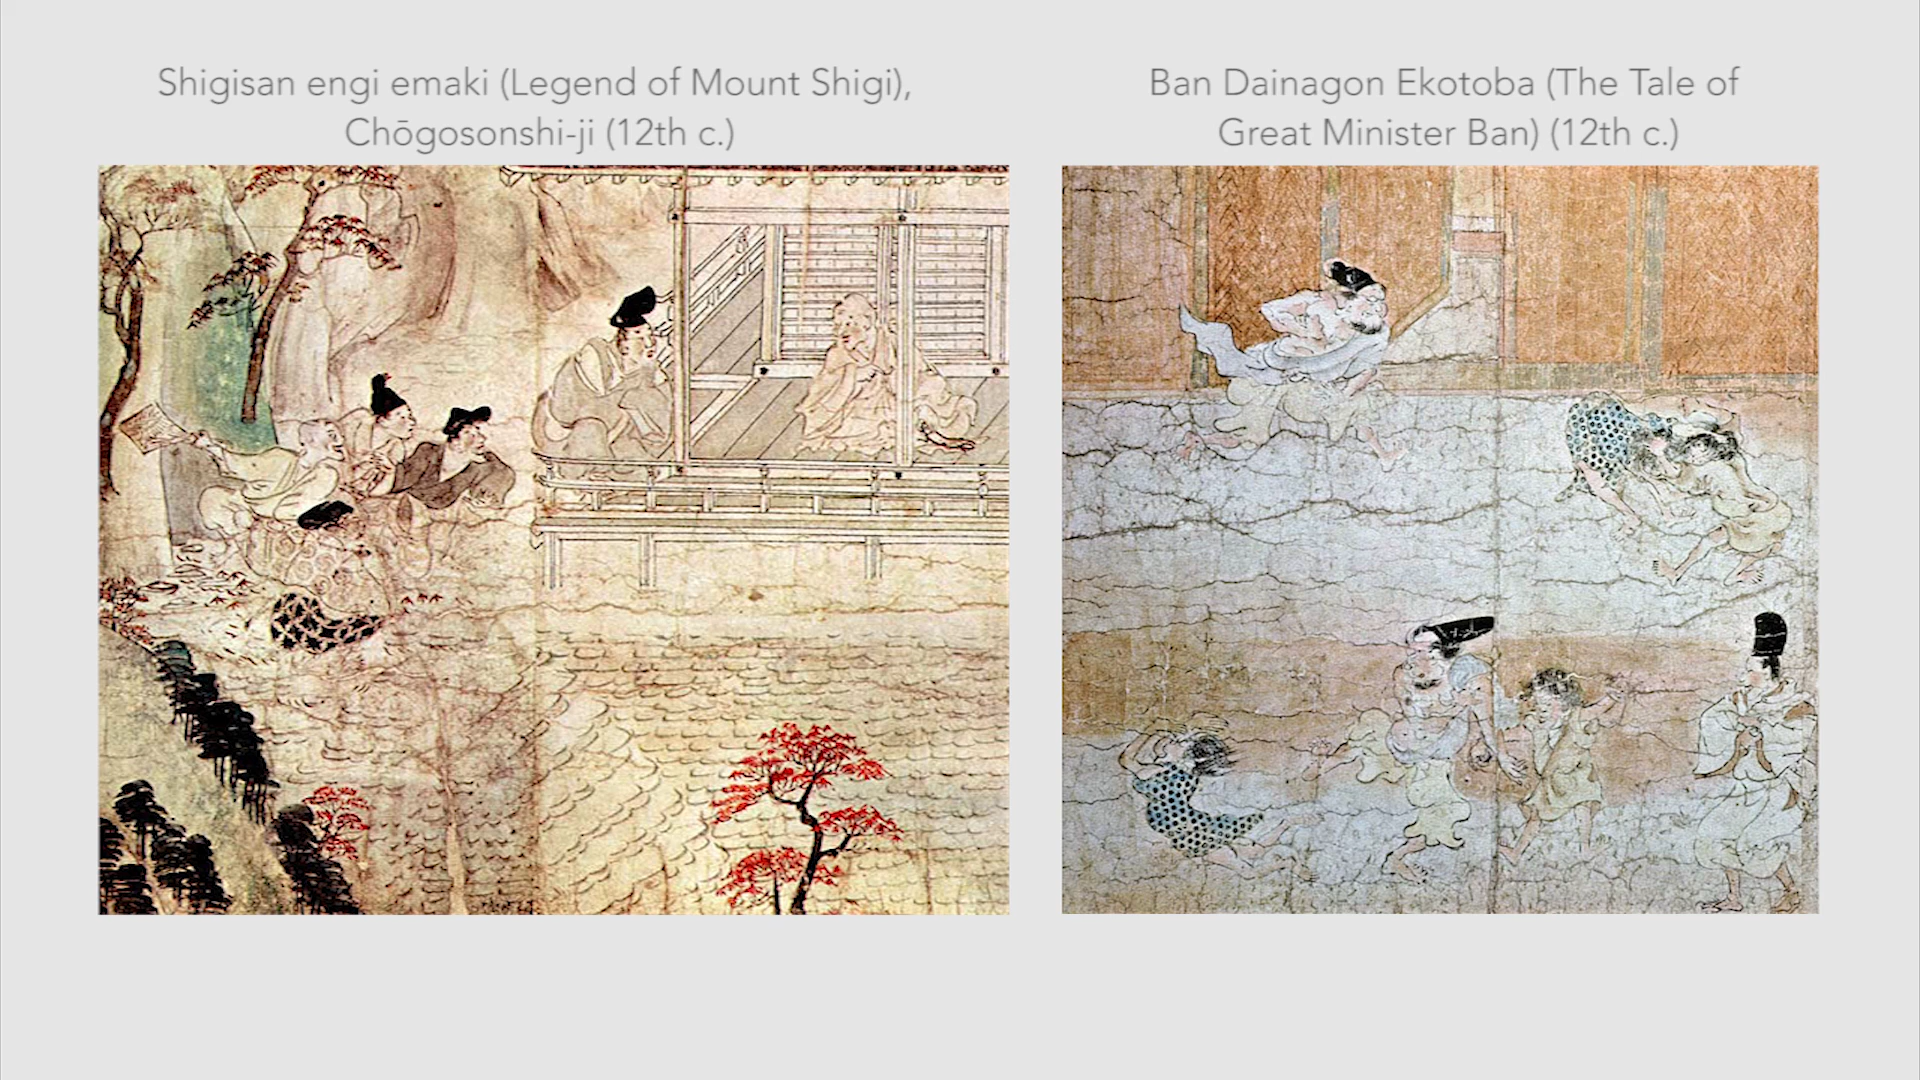 Shigisan engi emaki (Legend of Mount Shigi),
Chōgosonshi-ji (12th c.)
Ban Dainagon Ekotoba (The Tale of
Great Minister Ban) (12th c.)